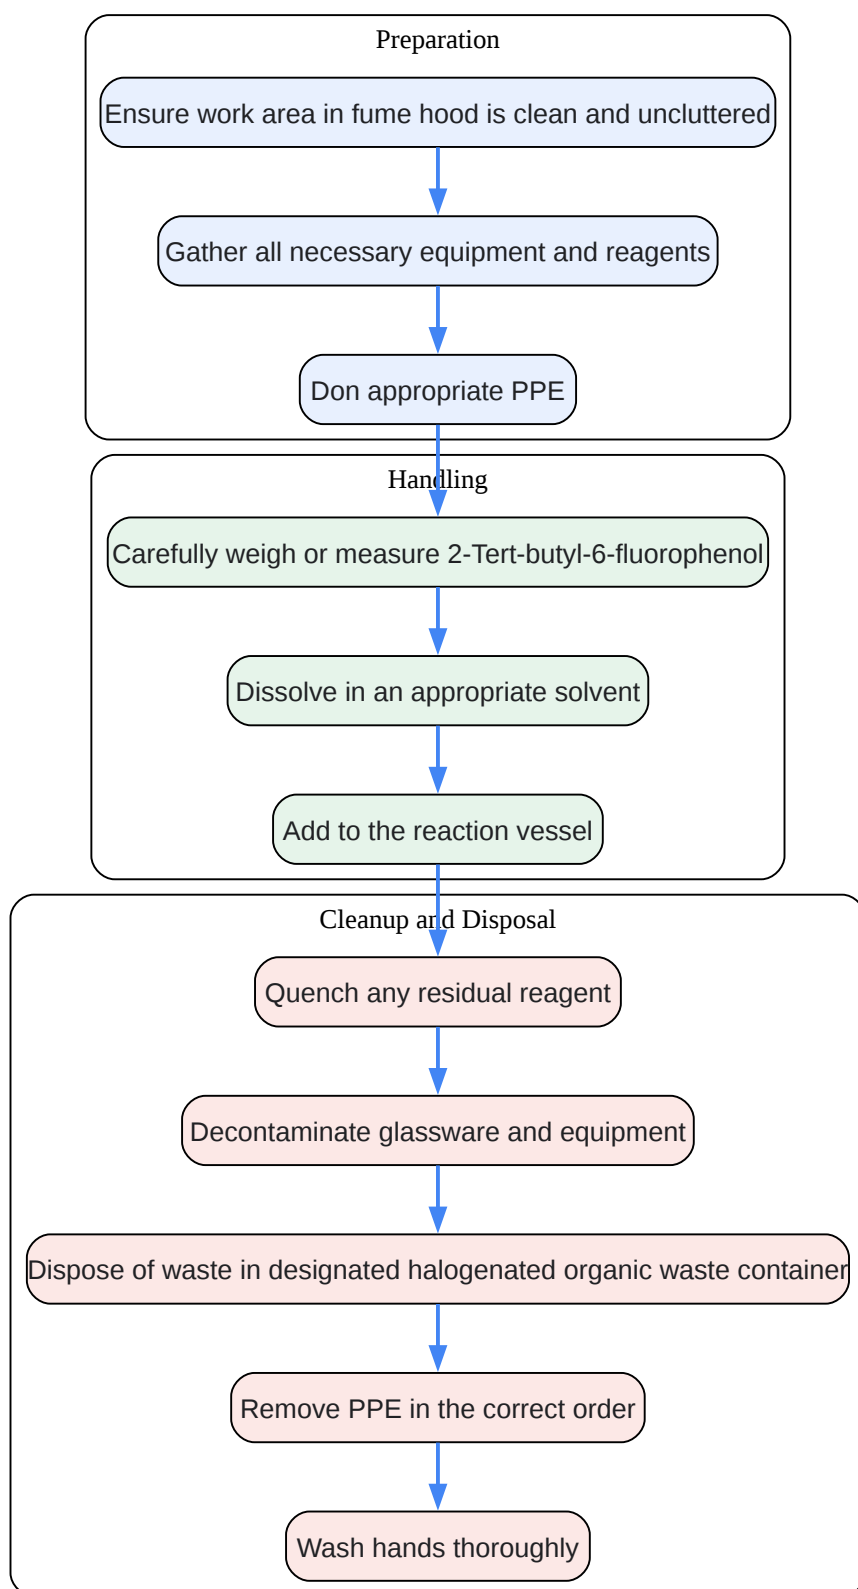 Preparation
Ensure work area in fume hood is clean and uncluttered
Gather all necessary equipment and reagents
Don appropriate PPE
Handling
Carefully weigh or measure 2-Tert-butyl-6-fluorophenol
Dissolve in an appropriate solvent
Add to the reaction vessel
Cleanup and Disposal
Quench any residual reagent
Decontaminate glassware and equipment
Dispose of waste in designated halogenated organic waste container
Remove PPE in the correct order
Wash hands thoroughly